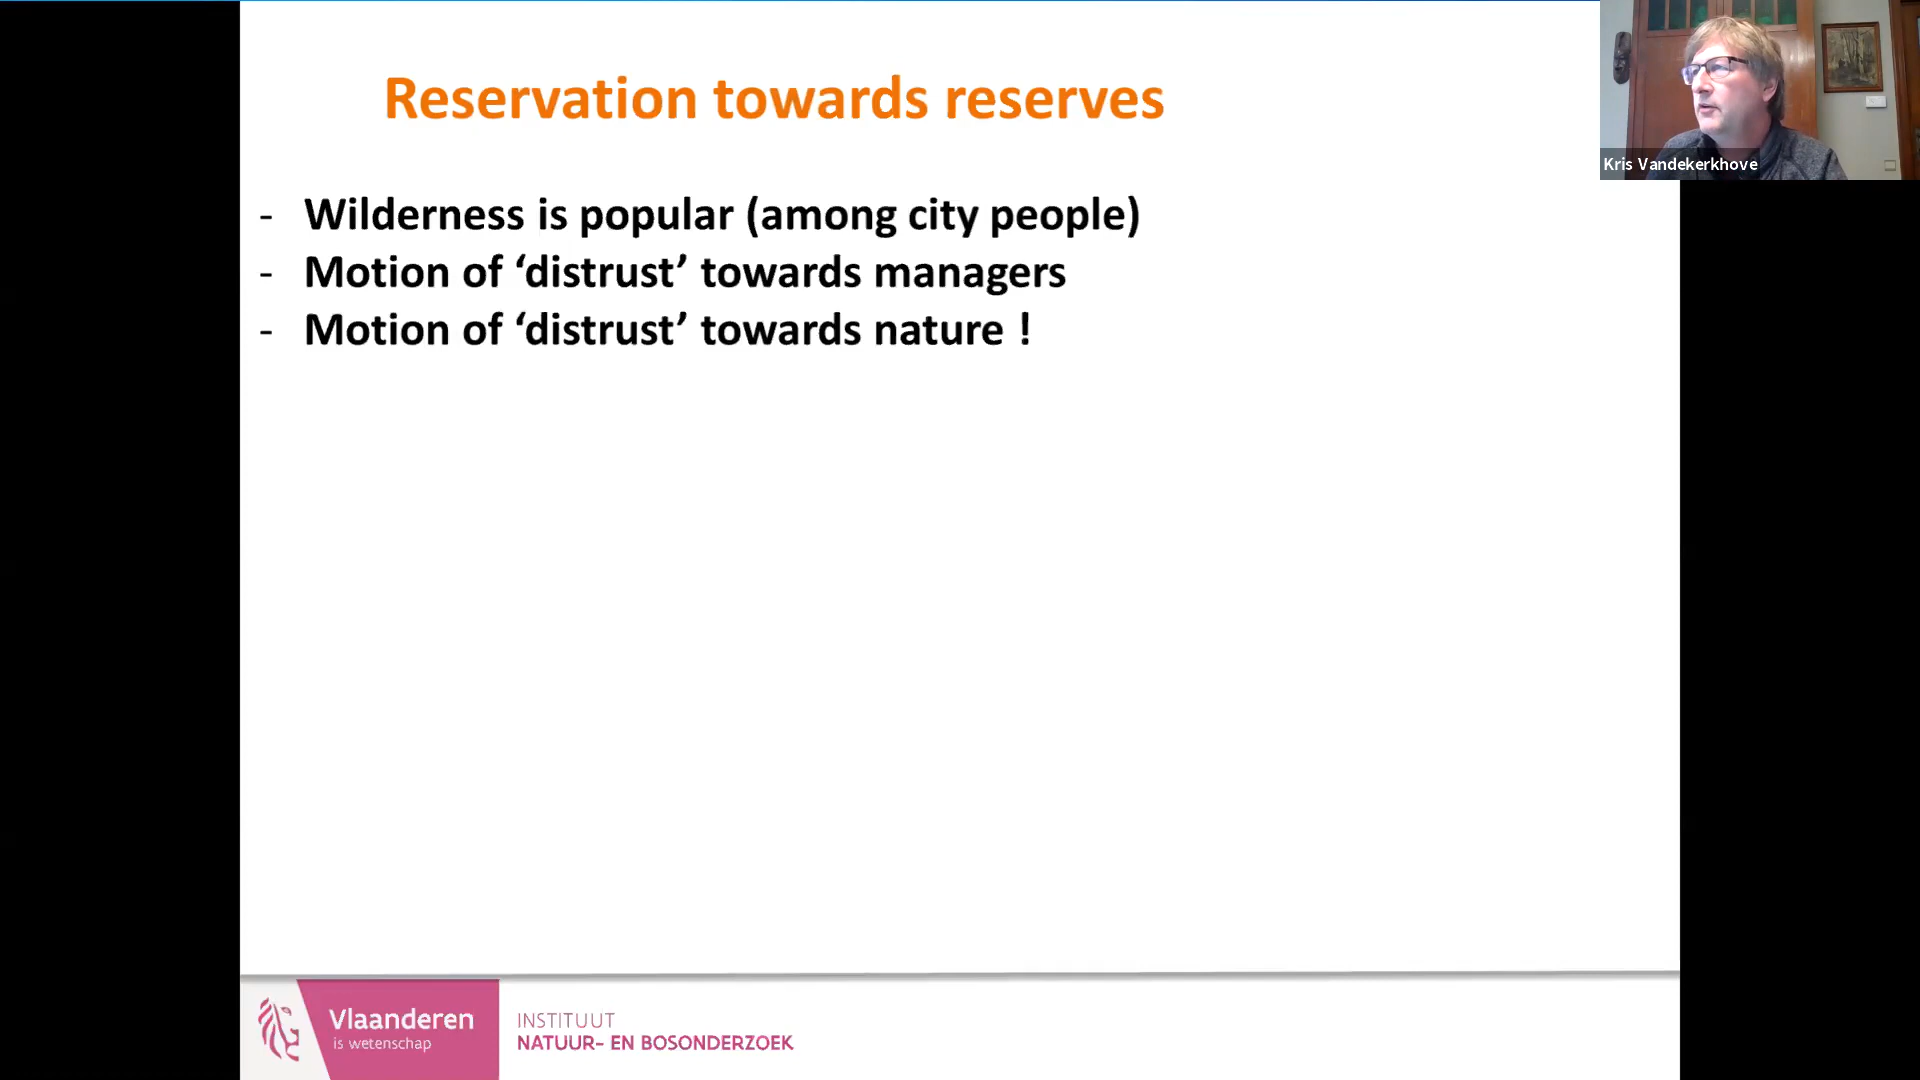 Reservation towards reserves
Kris Vandekerkhove
- Wilderness is popular (among city people)
- Motion of ‘distrust’ towards managers
- Motion of ‘distrust’ towards nature !
Vlaanderen
is wetenschap
INSTITUUT
NATUUR- EN BOSONDERZOEK